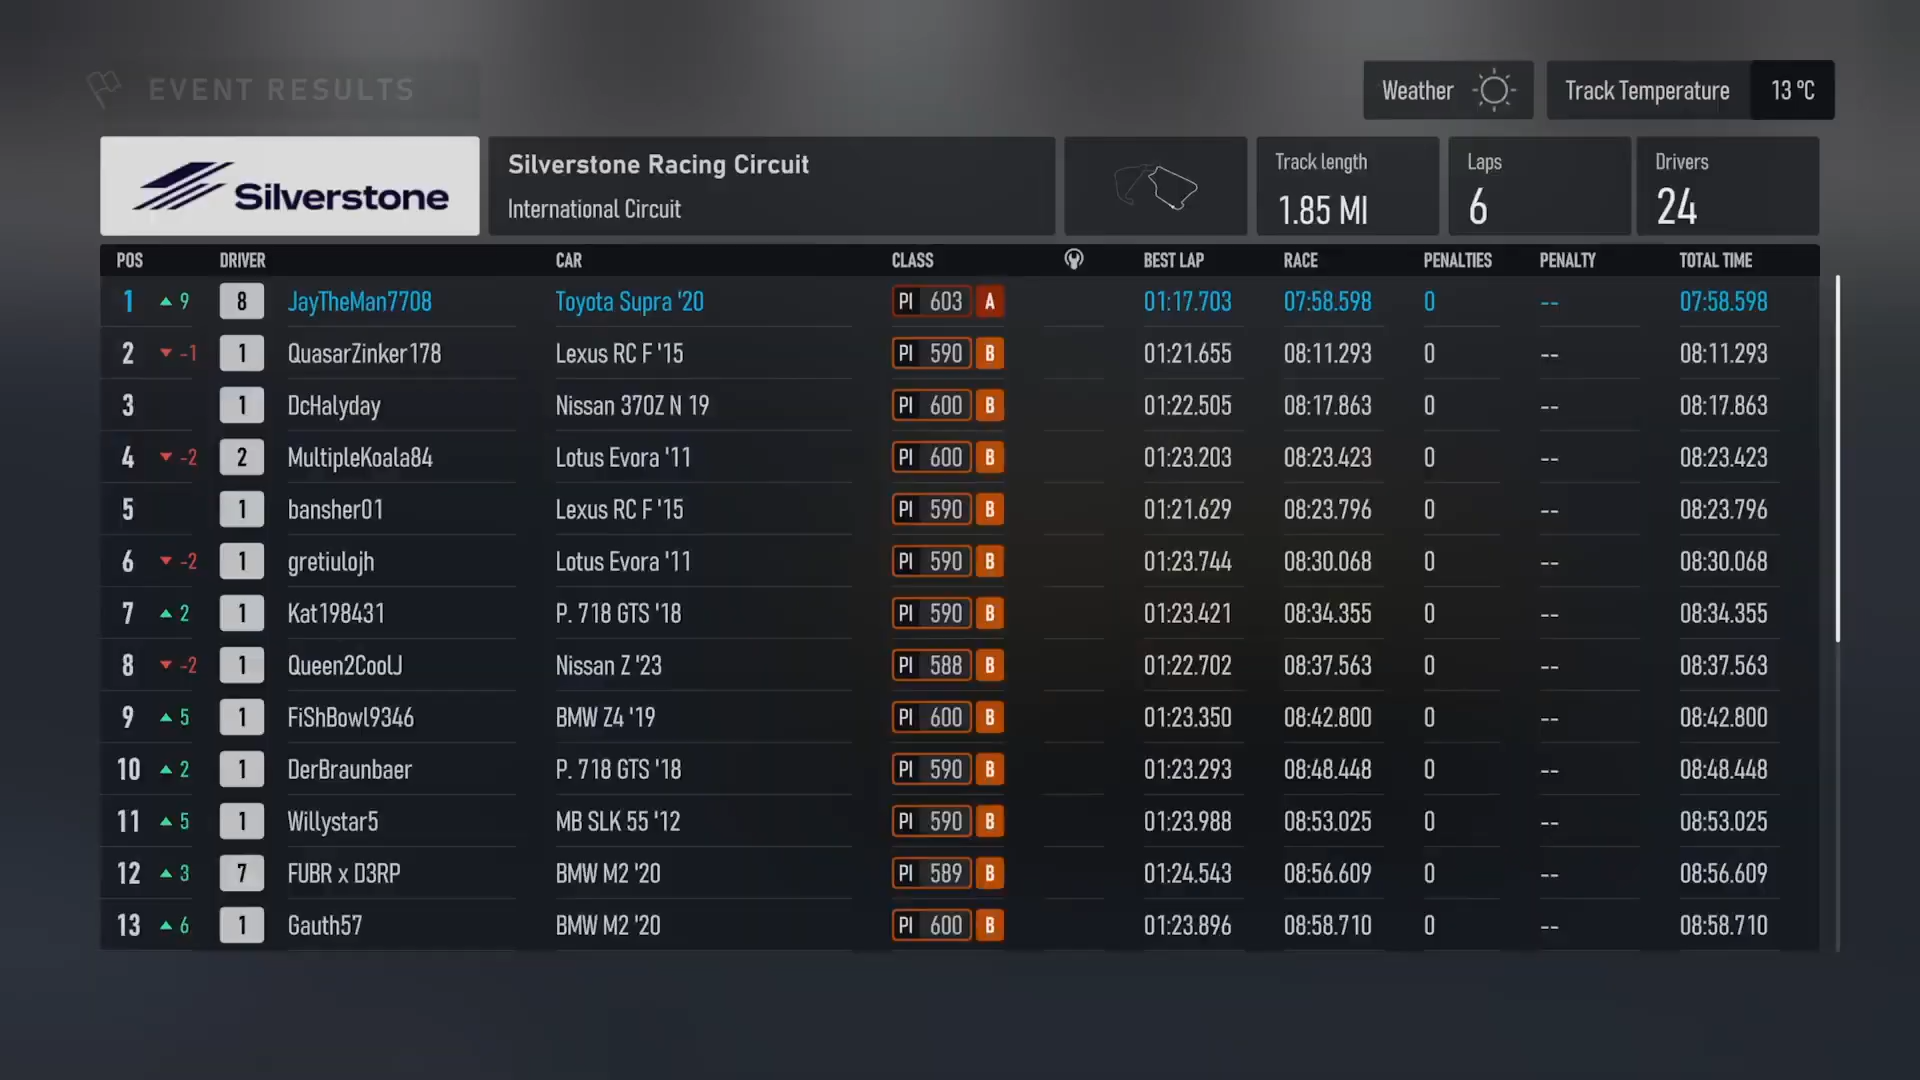 EVENT RESULTS
Weather
Track Temperature 13 ºC
Silverstone
Silverstone Racing Circuit
International Circuit
Track length
1.85 MI
Laps
6
Drivers
24
POS DRIVER CAR CLASS BEST LAP RACE PENALTIES PENALTY TOTAL TIME
1 ▲ 9 8 JayTheMan7708 Toyota Supra '20 PI 603 A 01:17.703 07:58.598 0 -- 07:58.598
2 ▼ -1 1 QuasarZinker178 Lexus RC F '15 PI 590 B 01:21.655 08:11.293 0 -- 08:11.293
3 1 DcHalyday Nissan 370Z N 19 PI 600 B 01:22.505 08:17.863 0 -- 08:17.863
4 ▼ -2 2 MultipleKoala84 Lotus Evora '11 PI 600 B 01:23.203 08:23.423 0 -- 08:23.423
5 1 bansher01 Lexus RC F '15 PI 590 B 01:21.629 08:23.796 0 -- 08:23.796
6 ▼ -2 1 gretiulojh Lotus Evora '11 PI 590 B 01:23.744 08:30.068 0 -- 08:30.068
7 ▲ 2 1 Kat198431 P. 718 GTS '18 PI 590 B 01:23.421 08:34.355 0 -- 08:34.355
8 ▼ -2 1 Queen2CoolJ Nissan Z '23 PI 588 B 01:22.702 08:37.563 0 -- 08:37.563
9 ▲ 5 1 FiShBowl9346 BMW Z4 '19 PI 600 B 01:23.350 08:42.800 0 -- 08:42.800
10 ▲ 2 1 DerBraunbaer P. 718 GTS '18 PI 590 B 01:23.293 08:48.448 0 -- 08:48.448
11 ▲ 5 1 Willystar5 MB SLK 55 '12 PI 590 B 01:23.988 08:53.025 0 -- 08:53.025
12 ▲ 3 7 FUBR x D3RP BMW M2 '20 PI 589 B 01:24.543 08:56.609 0 -- 08:56.609
13 ▲ 6 1 Gauth57 BMW M2 '20 PI 600 B 01:23.896 08:58.710 0 -- 08:58.710